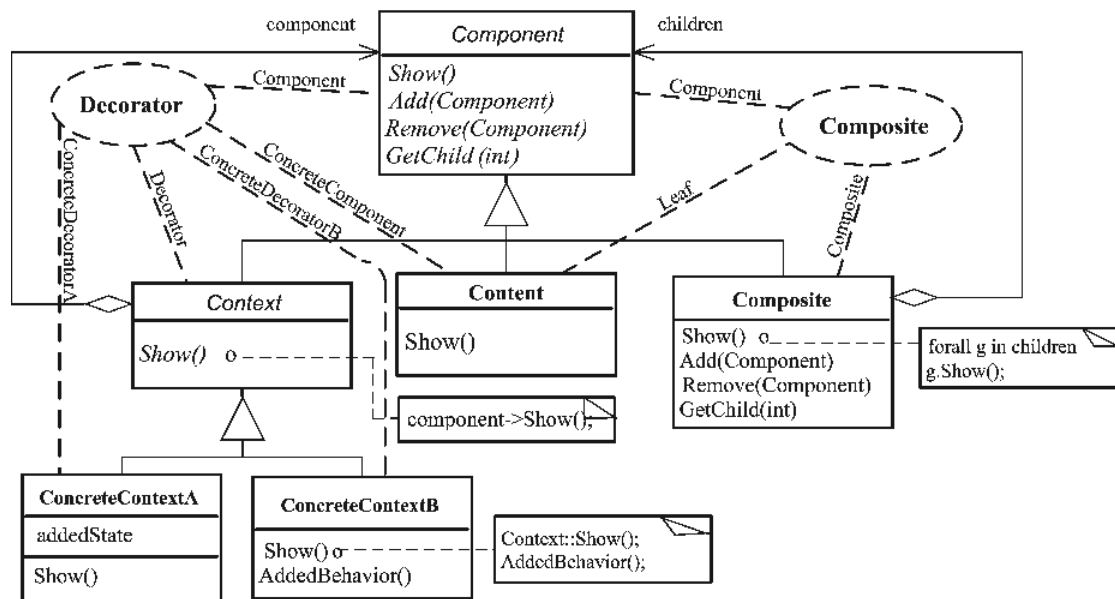 component
Component
children
Show()
Add(Component)
Remove(Component)
GetChild (int)
Decorator
Component
Component
Composite
ConcreteDecoratorA
Decorator
ConcreteDecoratorB
ConcreteComponent
Leaf
Composite
Context
Show() o
Content
Show()
Composite
Show() o
Add(Component)
Remove(Component)
GetChild(int)
forall g in children
g.Show();
component->Show();
ConcreteContextA
addedState
Show()
ConcreteContextB
Show() o
AddedBehavior()
Context::Show();
AddedBehavior();